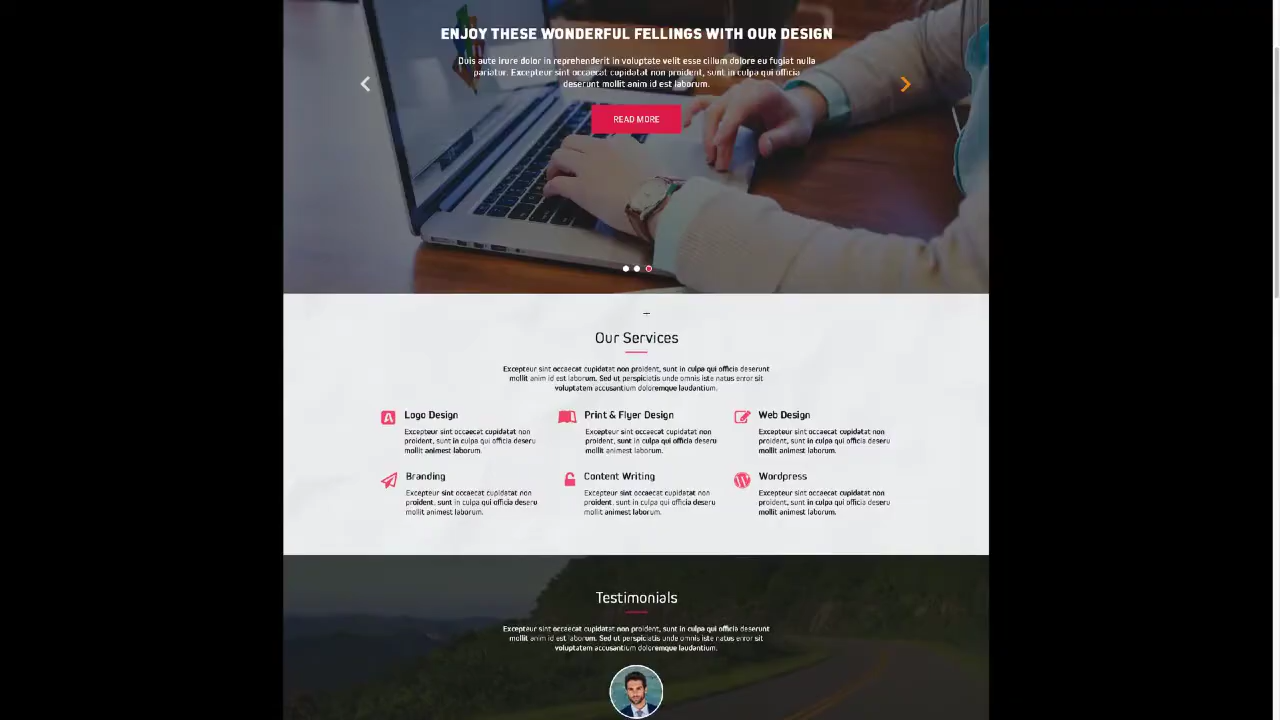 ENJOY THESE WONDERFUL FELLINGS WITH OUR DESIGN
Duis aute irure dolor in reprehenderit in voluptate velit esse cillum dolore eu fugiat nulla
pariatur. Excepteur sint occaecat cupidatat non proident, sunt in culpa qui officia
deserunt mollit anim id est laborum.
READ MORE
Our Services
Excepteur sint occaecat cupidatat non proident, sunt in culpa qui officia deserunt
mollit anim id est laborum. Sed ut perspiciatis unde omnis iste natus error sit
voluptatem accusantium doloremque laudantium.
Logo Design
Excepteur sint occaecat cupidatat non
proident, sunt in culpa qui officia deseru
mollit animest laborum.
Print & Flyer Design
Excepteur sint occaecat cupidatat non
proident, sunt in culpa qui officia deseru
mollit animest laborum.
Web Design
Excepteur sint occaecat cupidatat non
proident, sunt in culpa qui officia deseru
mollit animest laborum.
Branding
Excepteur sint occaecat cupidatat non
proident, sunt in culpa qui officia deseru
mollit animest laborum.
Content Writing
Excepteur sint occaecat cupidatat non
proident, sunt in culpa qui officia deseru
mollit animest laborum.
Wordpress
Excepteur sint occaecat cupidatat non
proident, sunt in culpa qui officia deseru
mollit animest laborum.
Testimonials
Excepteur sint occaecat cupidatat non proident, sunt in culpa qui officia deserunt
mollit anim id est laborum. Sed ut perspiciatis unde omnis iste natus error sit
voluptatem accusantium doloremque laudantium.